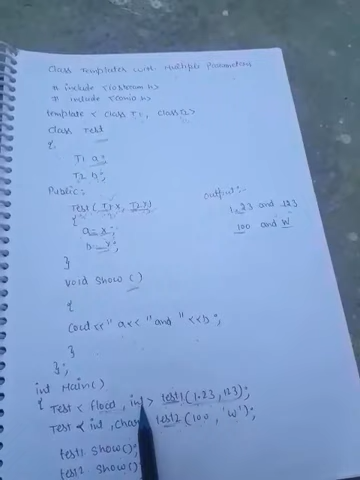 Class Templates with Multiple Parameters
# include <iostream.h>
# include <conio.h>
template < class T1, class a>
Class Test
{
T1 a;
T2 b;
Public:
Test ( T1 x, T2 y)
{
a = x;
b = y;
}
void show ( )
{
cout << " a << " and " << b ;
}
};
int Main()
{ Test < flocd , int > test1 (1.23, 123);
Test < int , char test2 (100 , 'W');
test1. show();
test2. show()
output :-
1.23 and 123
100 and W